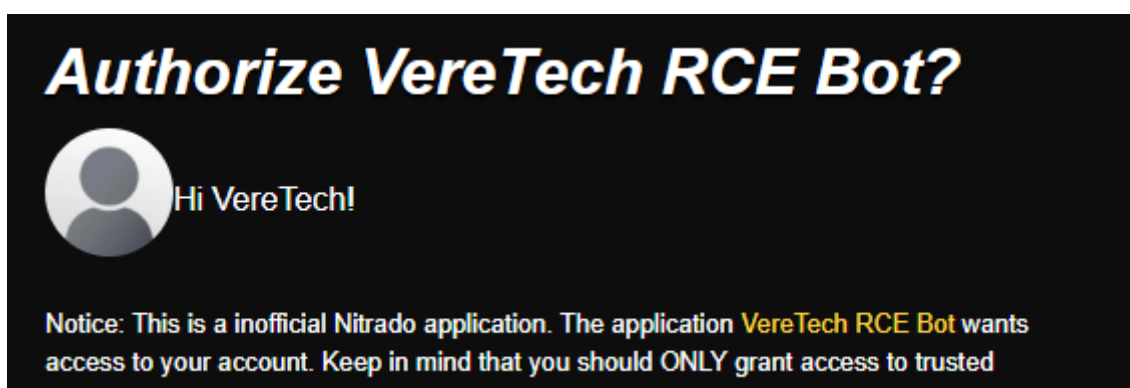 Authorize VereTech RCE Bot?
Hi VereTech!
Notice: This is a inofficial Nitrado application. The application VereTech RCE Bot wants
access to your account. Keep in mind that you should ONLY grant access to trusted